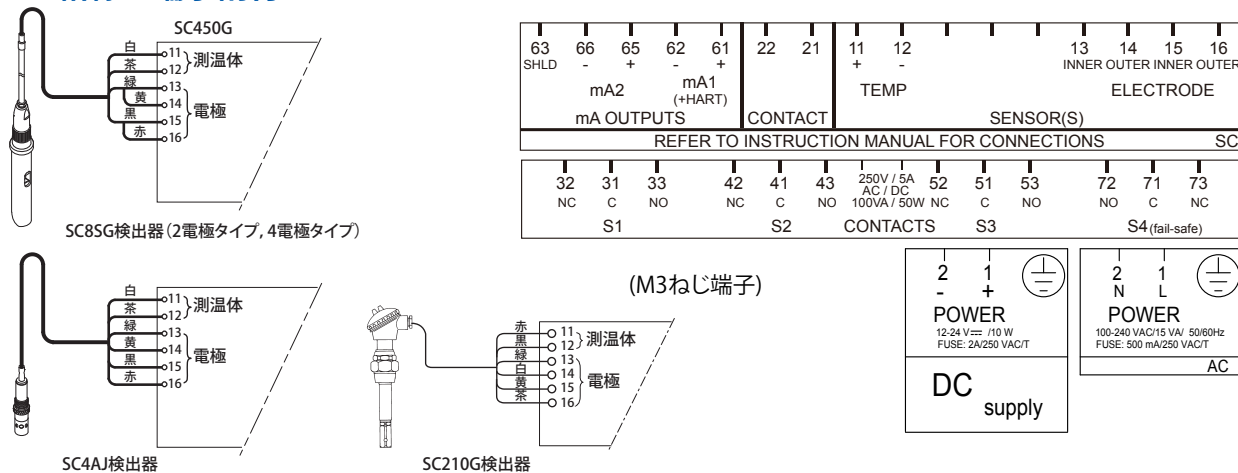 SC450G
白
茶
緑
黄
黒
赤
11
12
13
14
15
16
測温体
電極
SC8SG検出器(2電極タイプ, 4電極タイプ)
63 66 65 62 61 22 21 11 12 13 14 15 16
SHLD - + - + + - INNER OUTER INNER OUTER
mA2 mA1 TEMP ELECTRODE
(+HART)
mA OUTPUTS CONTACT SENSOR(S)
REFER TO INSTRUCTION MANUAL FOR CONNECTIONS SC
32 31 33 42 41 43 250V / 5A 52 51 53 72 71 73
AC / DC
NC C NO NC C NO 100VA / 50W NC C NO NO C NC
S1 S2 CONTACTS S3 S4 (fail-safe)
白
茶
緑
黄
黒
赤
11
12
13
14
15
16
測温体
電極
SC4AJ検出器
赤
黒
緑
白
黄
茶
11
12
13
14
15
16
測温体
電極
SC210G検出器
(M3ねじ端子)
2 1
- +
POWER
12-24 V /10 W
FUSE: 2A/250 VAC/T
DC
supply
2 1
N L
POWER
100-240 VAC/15 VA/ 50/60Hz
FUSE: 500 mA/250 VAC/T
AC